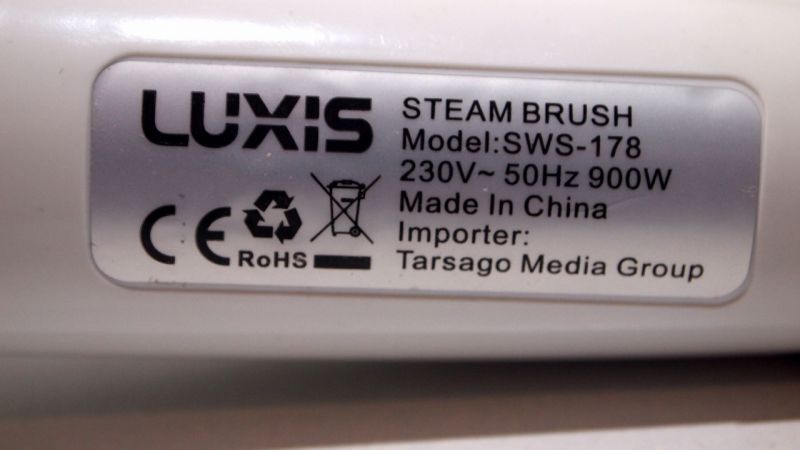 LUXIS
STEAM BRUSH
Model:SWS-178
230V~ 50Hz 900W
Made In China
Importer:
Tarsago Media Group
CE
RoHS